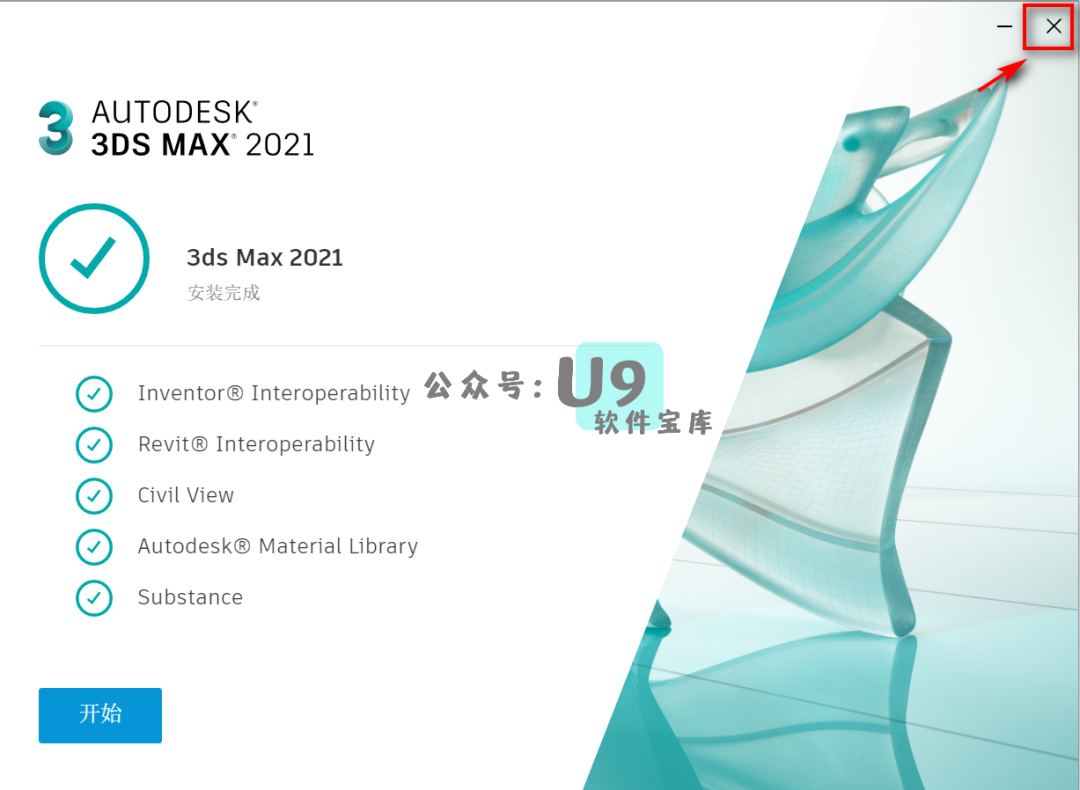 AUTODESK®
3DS MAX® 2021
3ds Max 2021
安装完成
Inventor® Interoperability
公众号: U9
软件宝库
Revit® Interoperability
Civil View
Autodesk® Material Library
Substance
开始